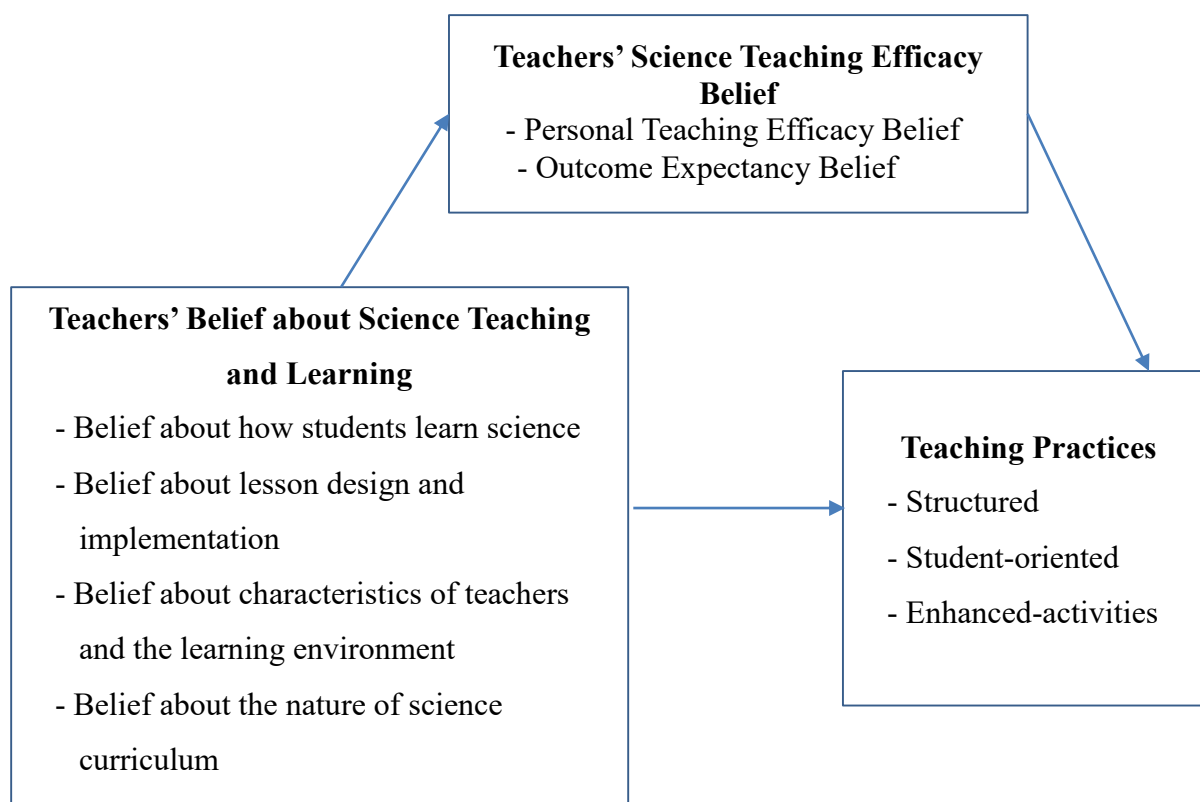 Teachers’ Science Teaching Efficacy
Belief
- Personal Teaching Efficacy Belief
- Outcome Expectancy Belief
Teachers’ Belief about Science Teaching
and Learning
- Belief about how students learn science
- Belief about lesson design and
implementation
- Belief about characteristics of teachers
and the learning environment
- Belief about the nature of science
curriculum
Teaching Practices
- Structured
- Student-oriented
- Enhanced-activities